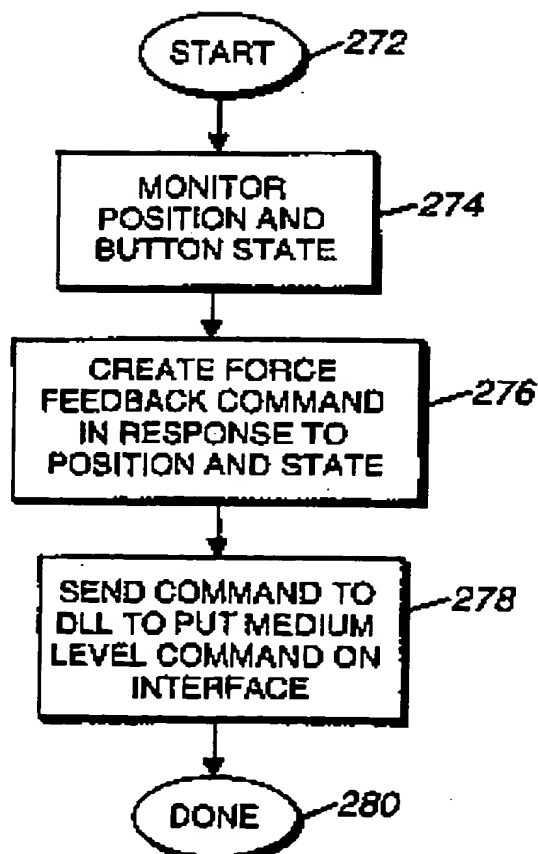 START 272
MONITOR
POSITION AND
BUTTON STATE
274
CREATE FORCE
FEEDBACK COMMAND
IN RESPONSE TO
POSITION AND STATE
276
SEND COMMAND TO
DLL TO PUT MEDIUM
LEVEL COMMAND ON
INTERFACE
278
DONE 280